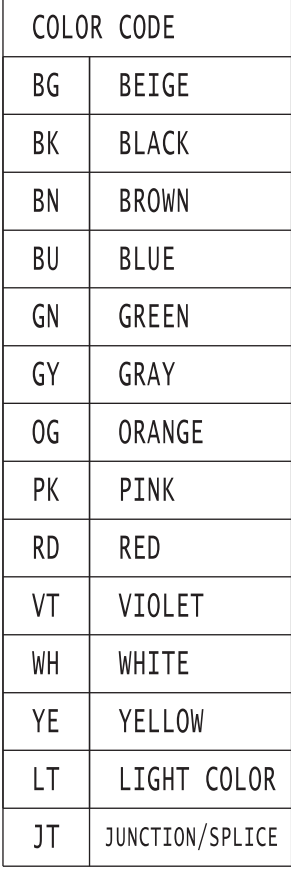 COLOR CODE
BG BEIGE
BK BLACK
BN BROWN
BU BLUE
GN GREEN
GY GRAY
OG ORANGE
PK PINK
RD RED
VT VIOLET
WH WHITE
YE YELLOW
LT LIGHT COLOR
JT JUNCTION/SPLICE